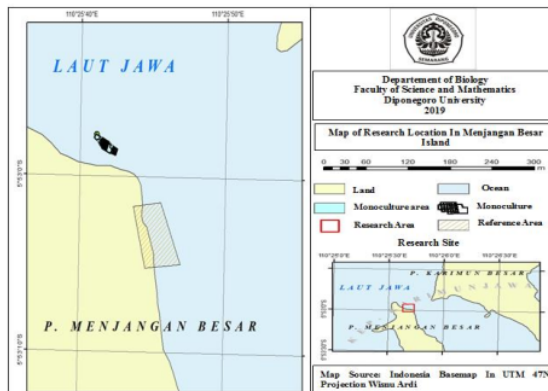 110°25'40"E
110°25'50"E
LAUT JAWA
5°53'0"S
P. MENJANGAN BESAR
5°53'10"S
UNIVERSITAS DIPONEGORO
SEMARANG
Departement of Biology
Faculty of Science and Mathematics
Diponegoro University
2019
Map of Research Location In Menjangan Besar
Island
0 30 60 120 180 240 300
m
Land
Ocean
Monoculture area
Monoculture
Research Area
Reference Area
Research Site
P. KARIMUN BESAR
LAUT JAWA
P. MENJANGAN BESAR
Map Source: Indonesia Basemap In UTM 47N
Projection Wisnu Ardi